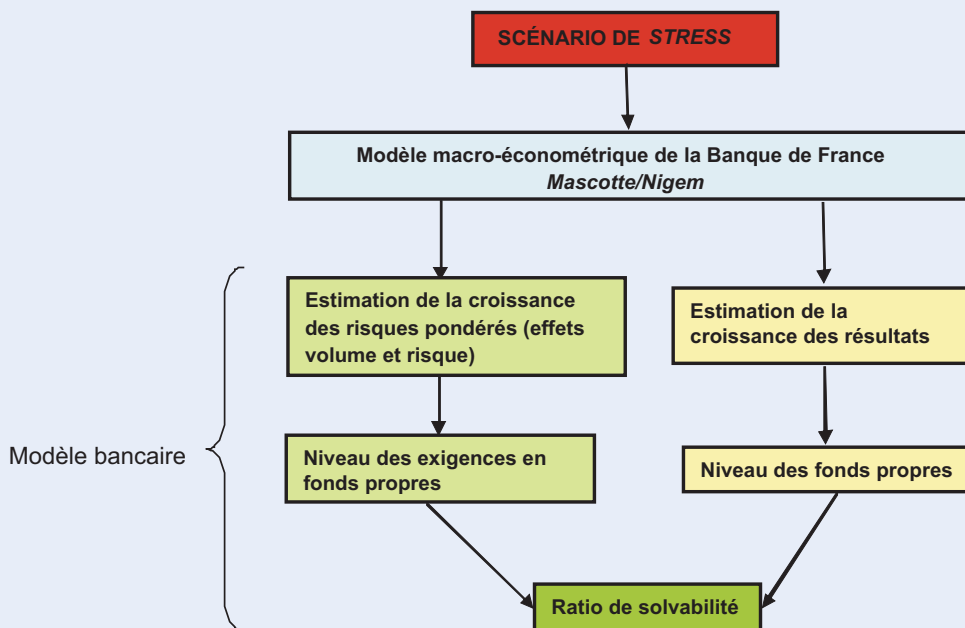 SCÉNARIO DE STRESS
Modèle macro-économétrique de la Banque de France
Mascotte/Nigem
Estimation de la croissance
des risques pondérés (effets
volume et risque)
Estimation de la
croissance des résultats
Modèle bancaire
Niveau des exigences en
fonds propres
Niveau des fonds propres
Ratio de solvabilité